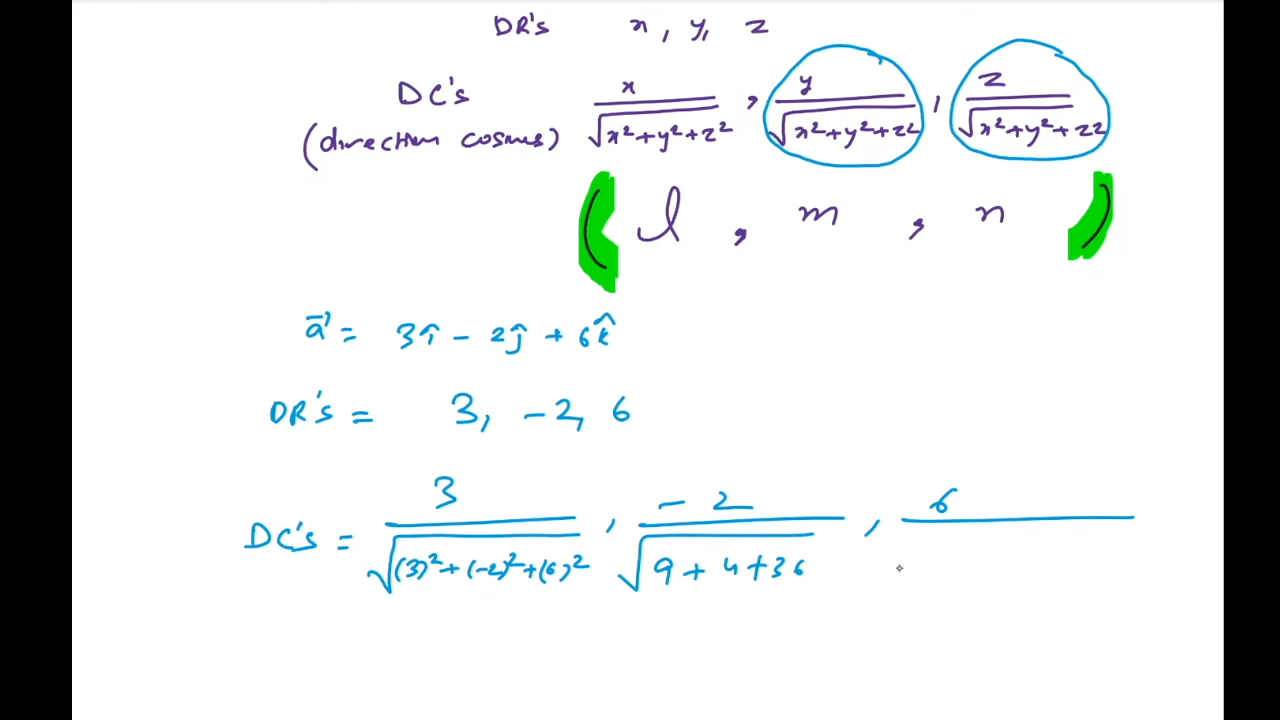 DR's x, y, z
DC's x/√x²+y²+z² , y/√x²+y²+z² , z/√x²+y²+z²
(direction cosines)
( l , m , n )
a⃗ = 3î - 2ĵ + 6k̂
DR's = 3, -2, 6
DC's = 3/√(3)²+(-2)²+(6)² , -2/√9+4+36 , 6/